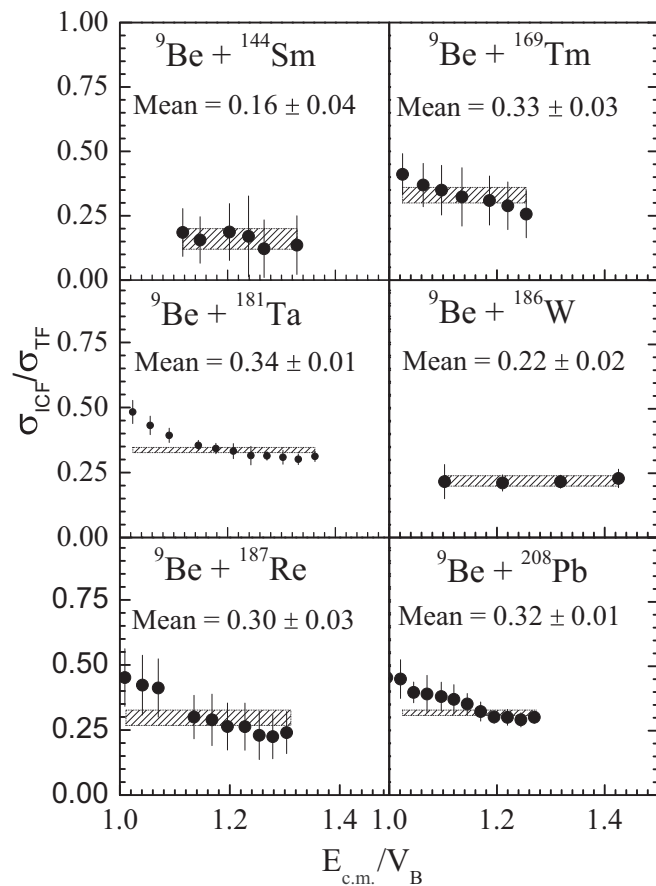 1.00
0.75
0.50
0.25
0.00
⁹Be + ¹⁴⁴Sm
Mean = 0.16 ± 0.04
⁹Be + ¹⁶⁹Tm
Mean = 0.33 ± 0.03
0.75
0.50
0.25
0.00
⁹Be + ¹⁸¹Ta
Mean = 0.34 ± 0.01
⁹Be + ¹⁸⁶W
Mean = 0.22 ± 0.02
σ_ICF/σ_TF
0.75
0.50
0.25
0.00
⁹Be + ¹⁸⁷Re
Mean = 0.30 ± 0.03
⁹Be + ²⁰⁸Pb
Mean = 0.32 ± 0.01
1.0 1.2 1.4 1.0 1.2 1.4
E_c.m./V_B